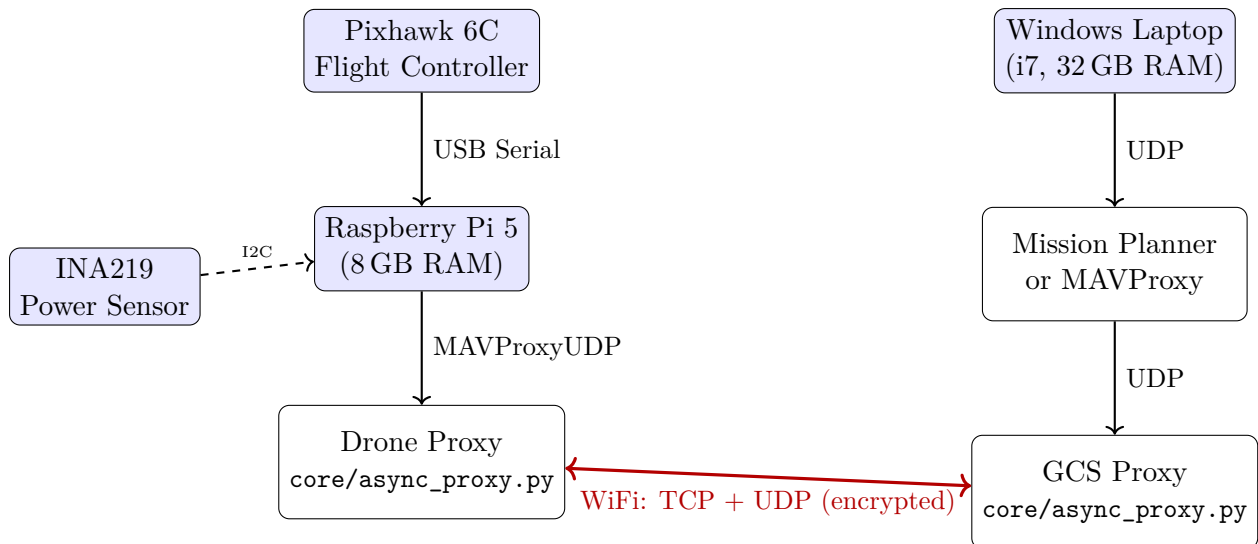 Pixhawk 6C
Flight Controller
Windows Laptop
(i7, 32 GB RAM)
USB Serial
UDP
Raspberry Pi 5
(8 GB RAM)
Mission Planner
or MAVProxy
I2C
INA219
Power Sensor
MAVProxyUDP
UDP
Drone Proxy
core/async_proxy.py
GCS Proxy
core/async_proxy.py
WiFi: TCP + UDP (encrypted)